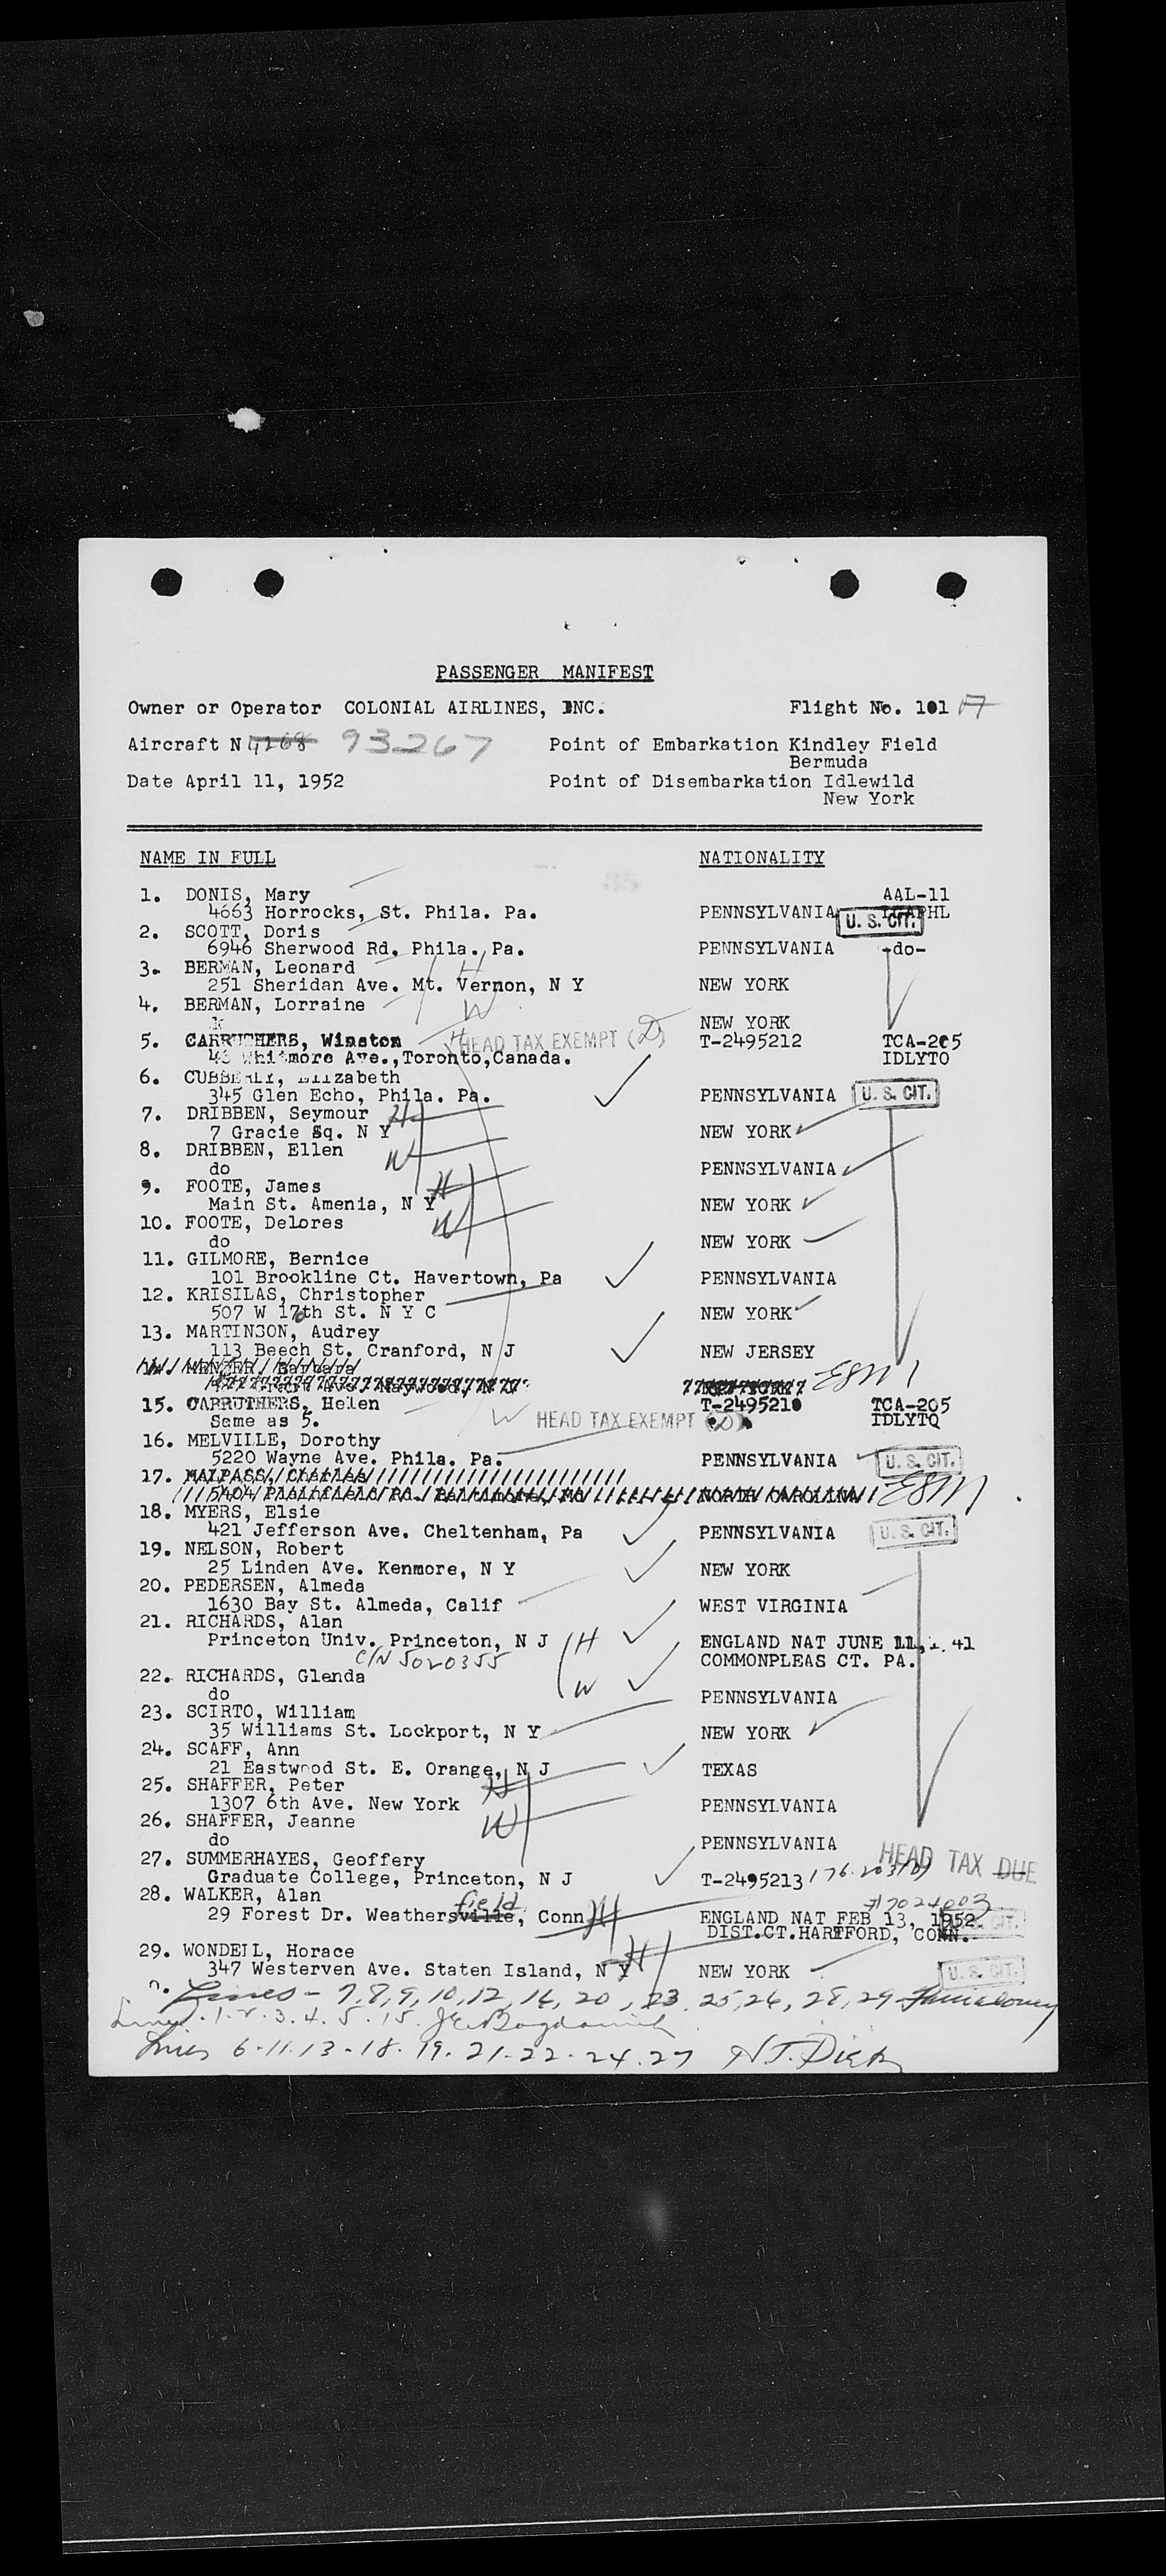 PASSENGER MANIFEST
Owner or Operator COLONIAL AIRLINES, INC. Flight No. 101 A
Aircraft N 4268 93267 Point of Embarkation Kindley Field
Bermuda
Date April 11, 1952 Point of Disembarkation Idlewild
New York
NAME IN FULL NATIONALITY
1. DONIS, Mary AAL-11
4663 Horrocks, St. Phila. Pa. PENNSYLVANIA U. S. CIT.
2. SCOTT, Doris
6946 Sherwood Rd. Phila. Pa. PENNSYLVANIA -do-
3. BERMAN, Leonard H
251 Sheridan Ave. Mt. Vernon, N Y NEW YORK
4. BERMAN, Lorraine W
NEW YORK
5. CARRUTHERS, Winston H HEAD TAX EXEMPT (D) T-2495212 TCA-205
Whitmore Ave.,Toronto,Canada. IDLYTO
6. CUBBERLY, Elizabeth
345 Glen Echo, Phila. Pa. PENNSYLVANIA U. S. CIT.
7. DRIBBEN, Seymour H
7 Gracie Sq. N Y NEW YORK
8. DRIBBEN, Ellen W
do PENNSYLVANIA
9. FOOTE, James H
Main St. Amenia, N Y NEW YORK
10. FOOTE, Delores W
do NEW YORK
11. GILMORE, Bernice
101 Brookline Ct. Havertown, Pa PENNSYLVANIA
12. KRISILAS, Christopher
507 W 170th St. N Y C NEW YORK
13. MARTINSON, Audrey
113 Beech St. Cranford, N J NEW JERSEY
14. Barbara ESM
Ave. Maywood, N J
15. CARRUTHERS, Helen T-2495210 TCA-205
Same as 5. W HEAD TAX EXEMPT (D) IDLYTO
16. MELVILLE, Dorothy
5220 Wayne Ave. Phila. Pa. PENNSYLVANIA U. S. CIT.
17. MALPASS, Charles
5404 Plainfield Rd. Baltimore, Md NORTH CAROLINA ESM
18. MYERS, Elsie
421 Jefferson Ave. Cheltenham, Pa PENNSYLVANIA U. S. CIT.
19. NELSON, Robert
25 Linden Ave. Kenmore, N Y NEW YORK
20. PEDERSEN, Almeda
1630 Bay St. Almeda, Calif WEST VIRGINIA
21. RICHARDS, Alan
Princeton Univ. Princeton, N J H ENGLAND NAT JUNE 11, 41
C/N 5020355 COMMONPLEAS CT. PA.
22. RICHARDS, Glenda
do W PENNSYLVANIA
23. SCIRTO, William
35 Williams St. Lockport, N Y NEW YORK
24. SCAFF, Ann
21 Eastwood St. E. Orange, N J TEXAS
25. SHAFFER, Peter H
1307 6th Ave. New York PENNSYLVANIA
26. SHAFFER, Jeanne W
do PENNSYLVANIA
27. SUMMERHAYES, Geoffery HEAD TAX DUE
Graduate College, Princeton, N J T-2495213
28. WALKER, Alan field
29 Forest Dr. Weathersville, Conn H ENGLAND NAT FEB 13, 1952
DIST.CT.HARTFORD, CONN. CIT.
29. WONDELL, Horace H
347 Westerven Ave. Staten Island, N Y NEW YORK U. S. CIT.
Lines - 7, 8, 9, 10, 12, 16, 20, 23, 25, 26, 28, 29
Lines 1. 2. 3. 4. 5. 15.
Lines 6-11-13-18-19-21-22-24-27